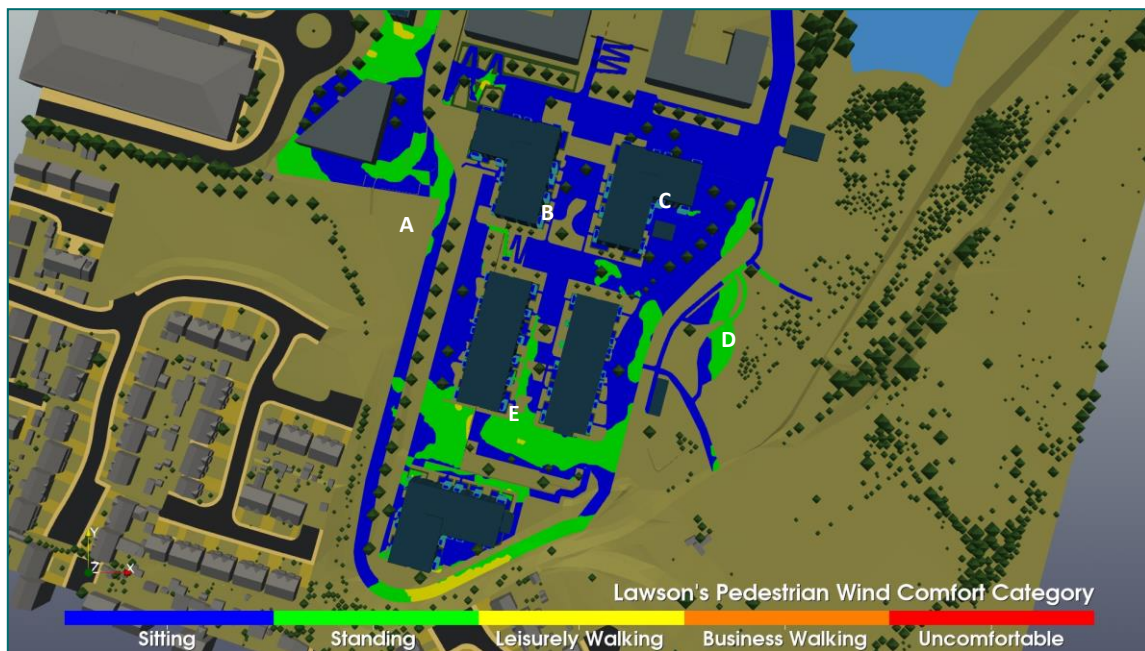 B
C
A
D
E
Y
Z X
Lawson's Pedestrian Wind Comfort Category
Sitting Standing Leisurely Walking Business Walking Uncomfortable